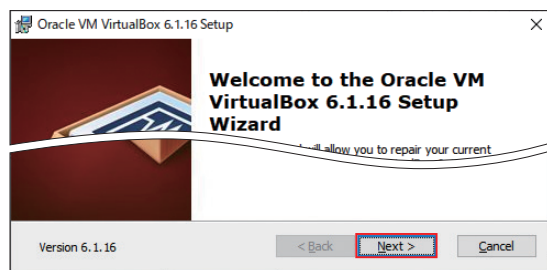 Oracle VM VirtualBox 6.1.16 Setup
Welcome to the Oracle VM
VirtualBox 6.1.16 Setup
Wizard
will allow you to repair your current
Version 6.1.16
< Back
Next >
Cancel